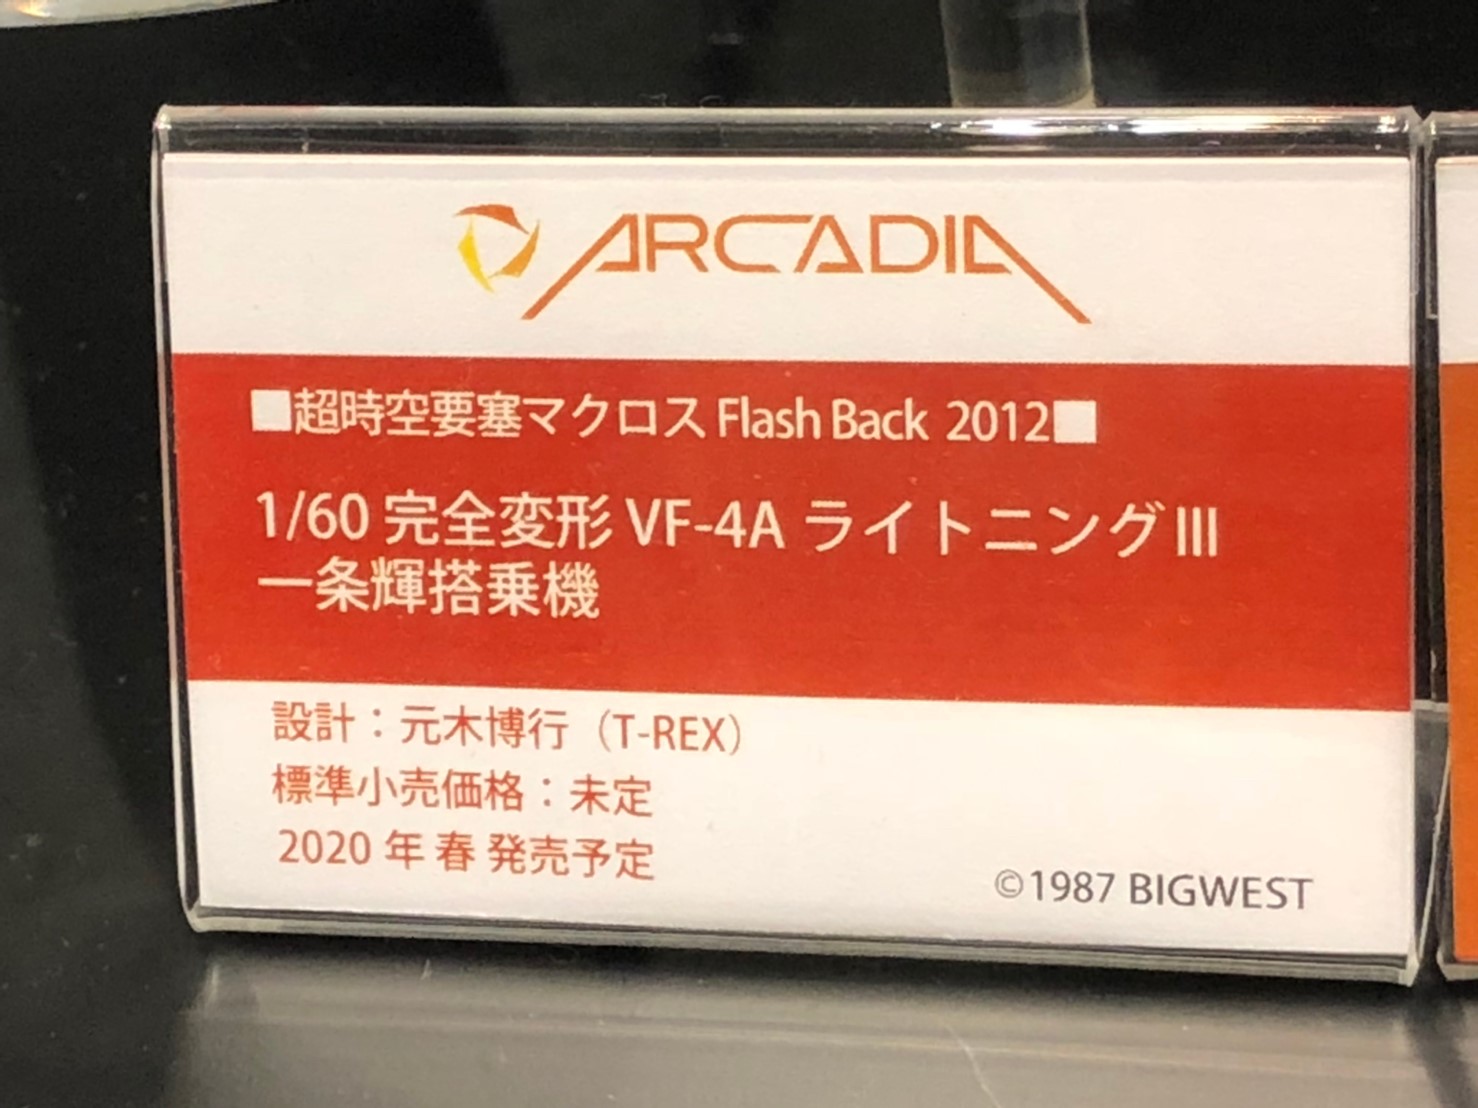 ARCADIA
■超時空要塞マクロス Flash Back 2012■
1/60 完全変形 VF-4A ライトニングⅢ
一条輝搭乗機
設計：元木博行（T-REX）
標準小売価格：未定
2020 年 春 発売予定
©1987 BIGWEST